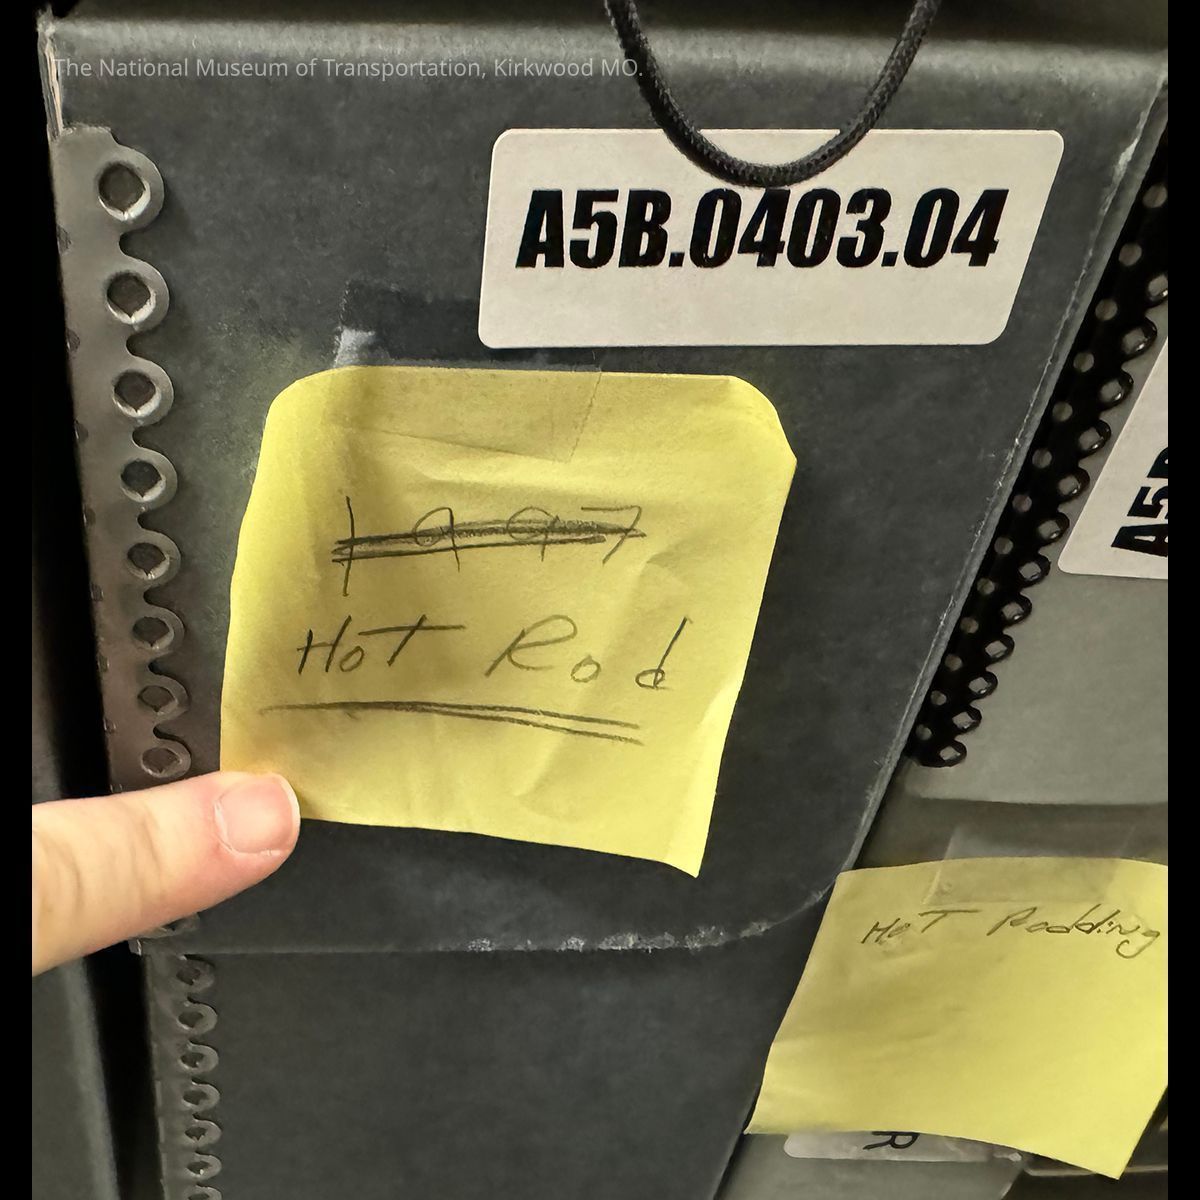 The National Museum of Transportation, Kirkwood MO.
A5B.0403.04
1997
HoT Rod
HoT Rodding